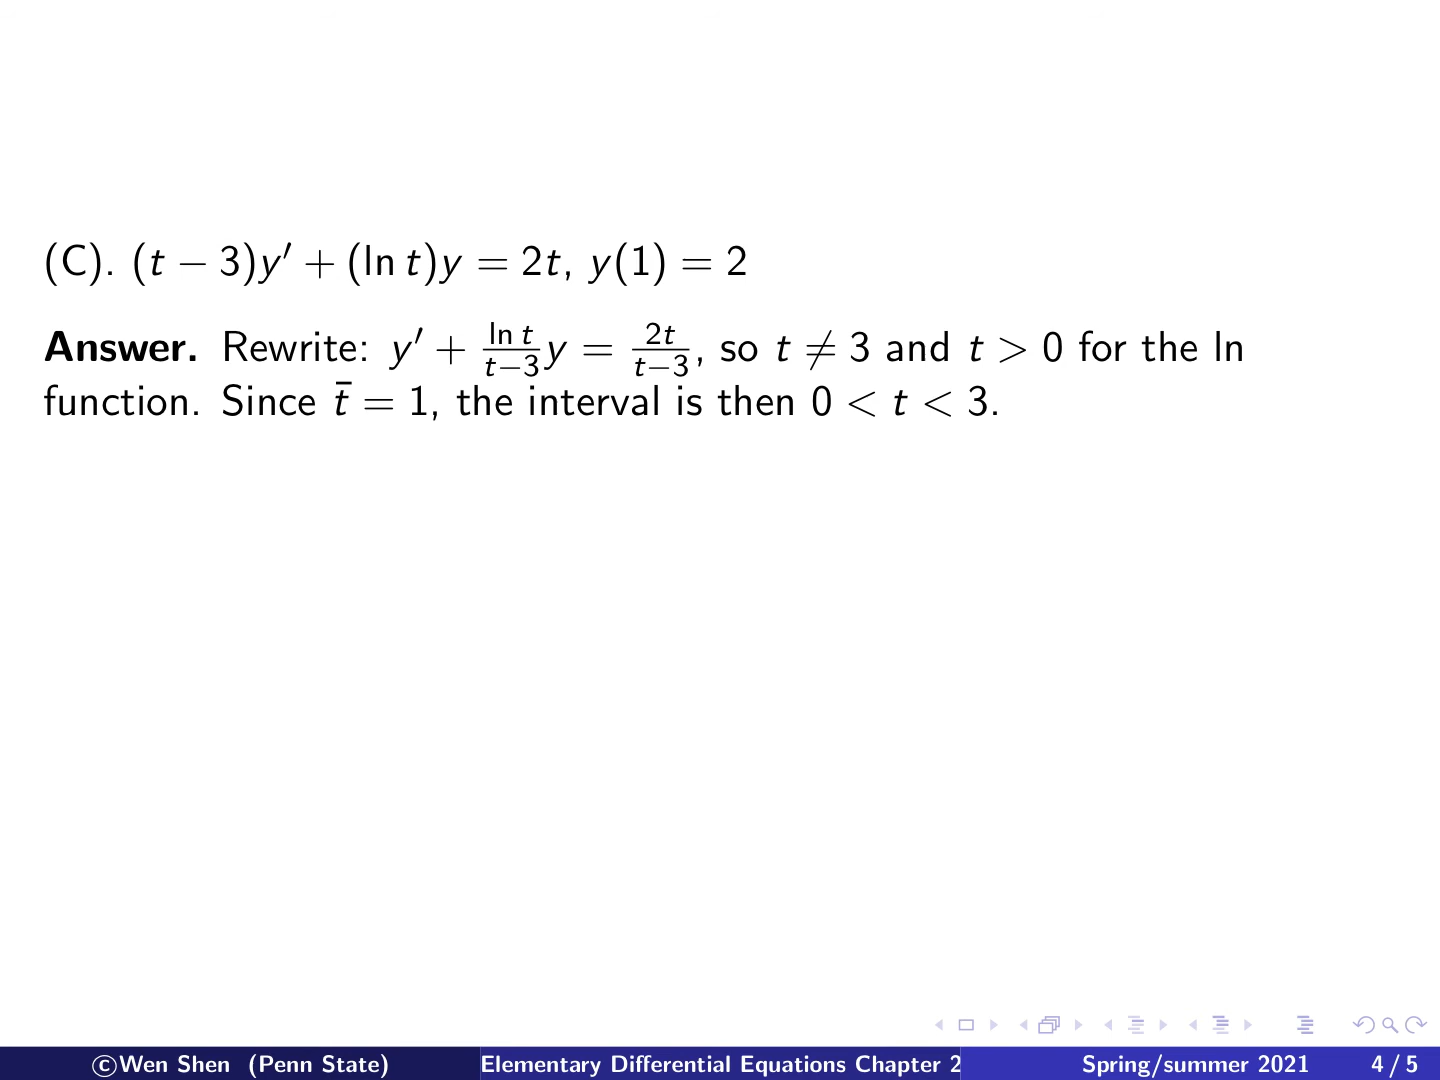 (C). (t − 3)y′ + (ln t)y = 2t, y(1) = 2
Answer. Rewrite: y′ + \frac{ln t}{t−3}y = \frac{2t}{t−3}, so t ≠ 3 and t > 0 for the ln
function. Since t̄ = 1, the interval is then 0 < t < 3.
©Wen Shen (Penn State) Elementary Differential Equations Chapter 2 Spring/summer 2021 4 / 5